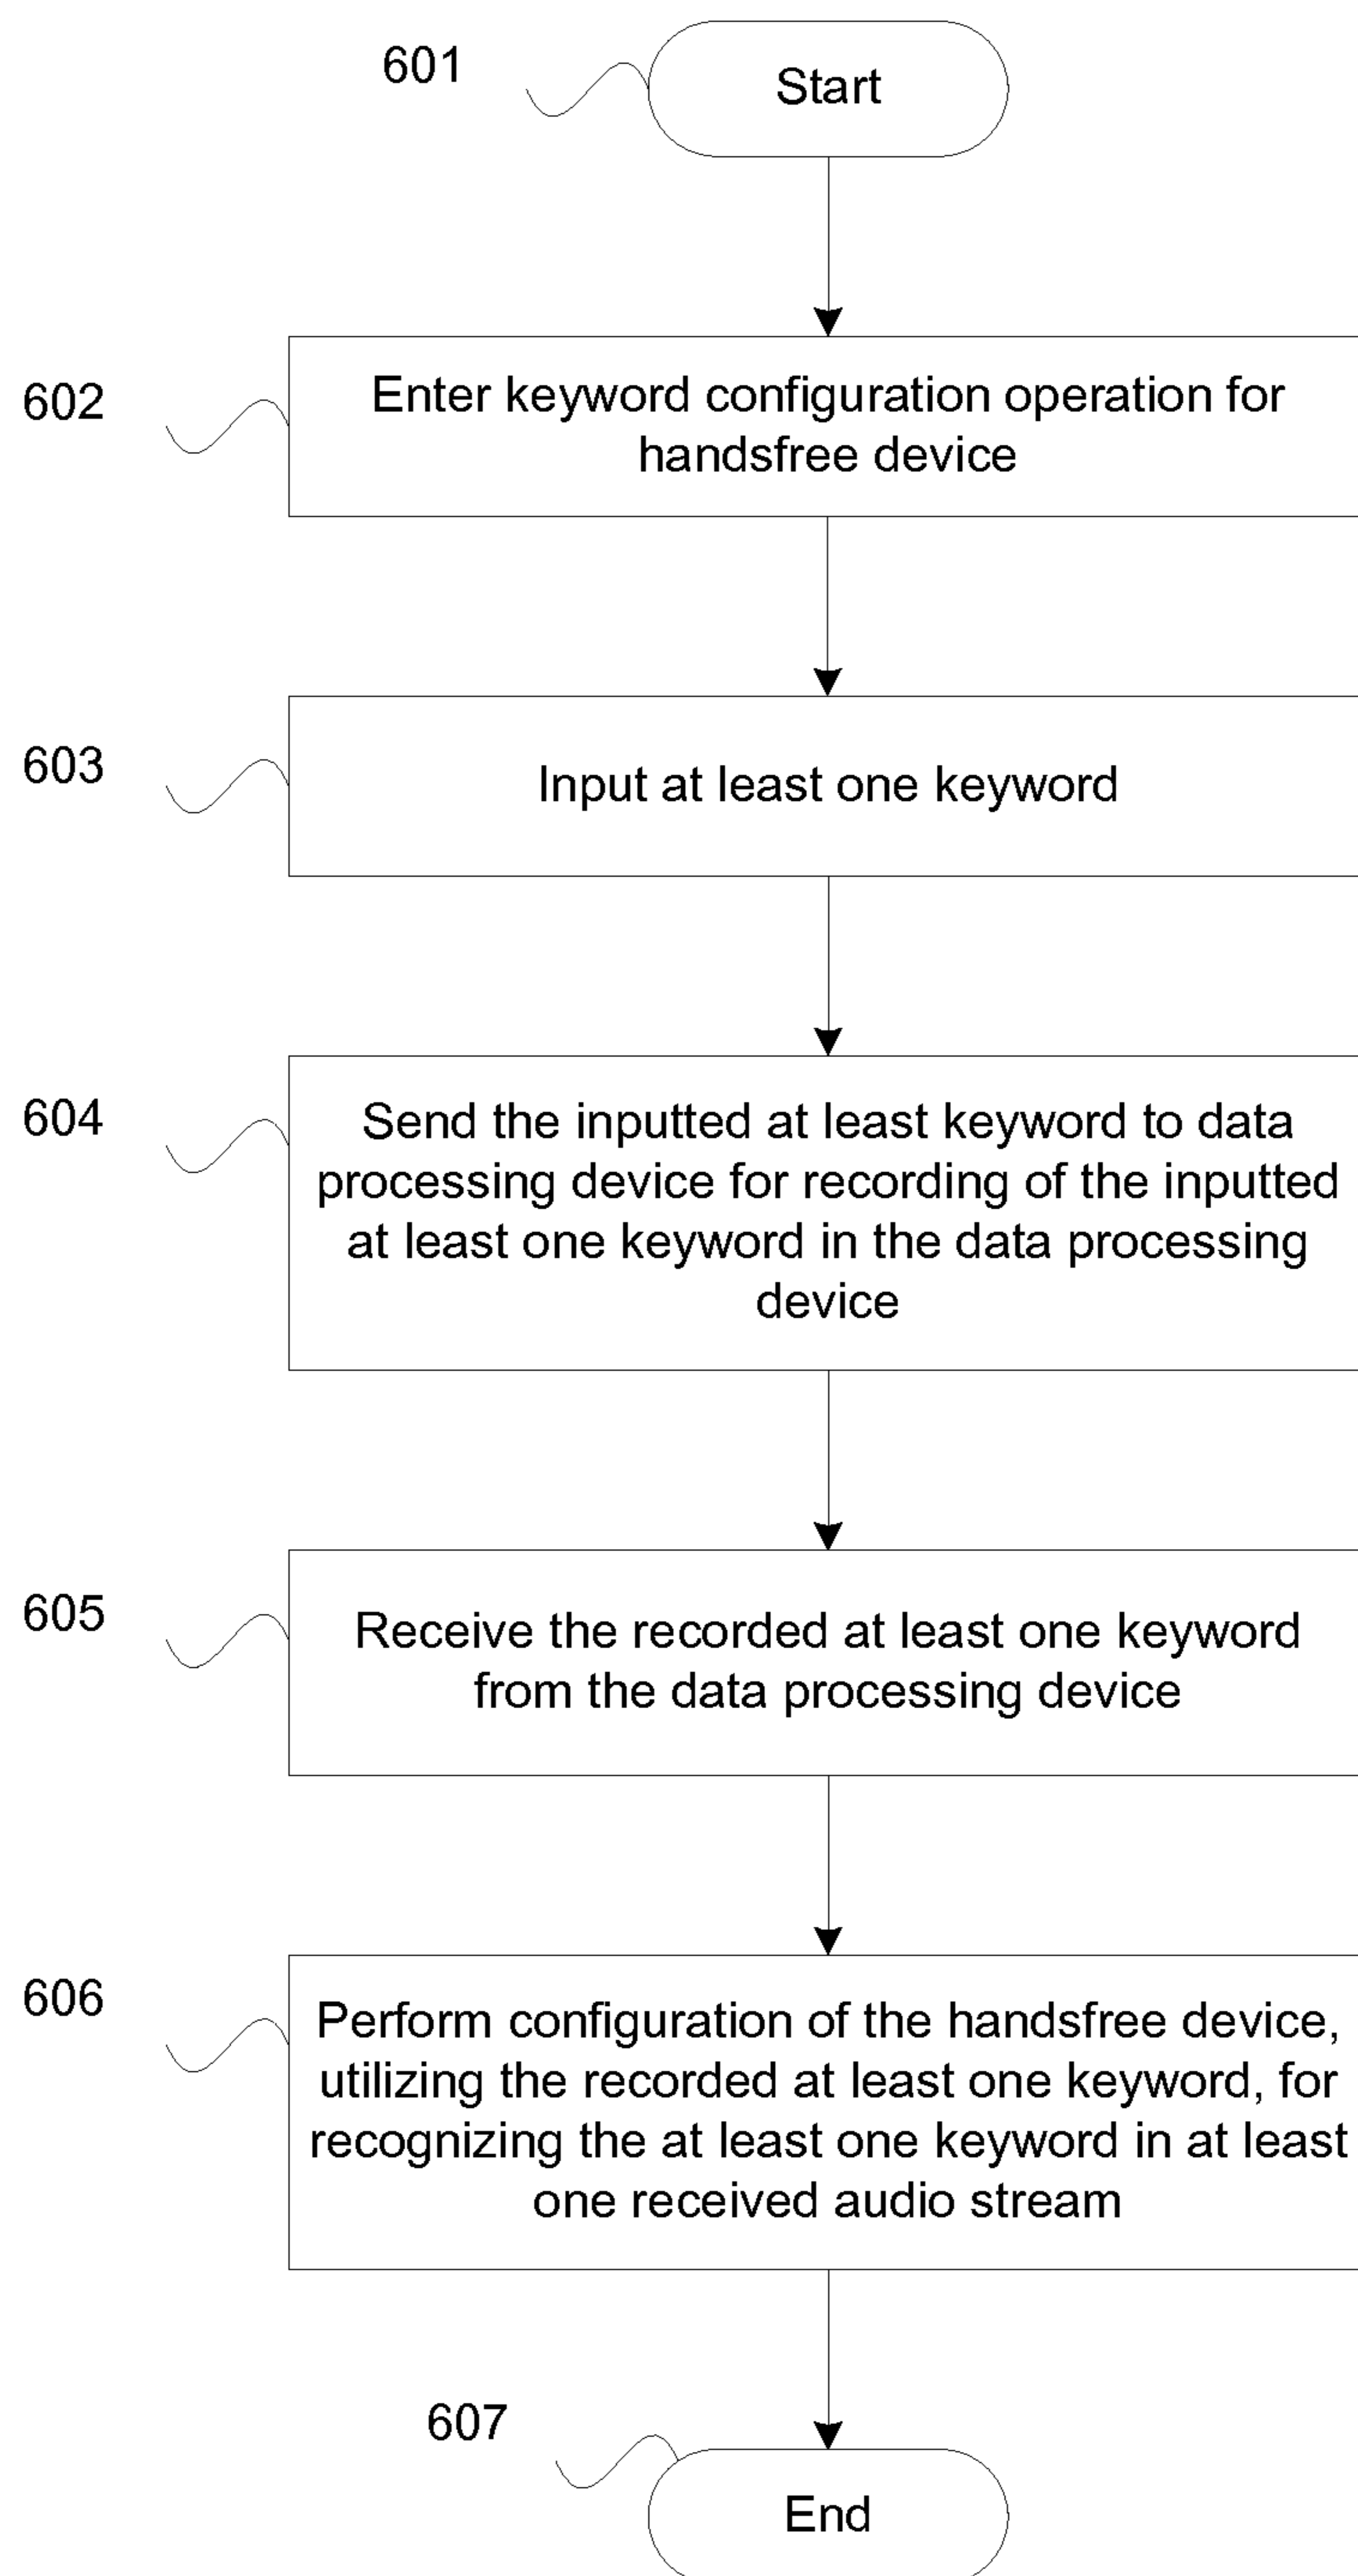 601
Start
602
Enter keyword configuration operation for
handsfree device
603
Input at least one keyword
604
Send the inputted at least keyword to data
processing device for recording of the inputted
at least one keyword in the data processing
device
605
Receive the recorded at least one keyword
from the data processing device
606
Perform configuration of the handsfree device,
utilizing the recorded at least one keyword, for
recognizing the at least one keyword in at least
one received audio stream
607
End